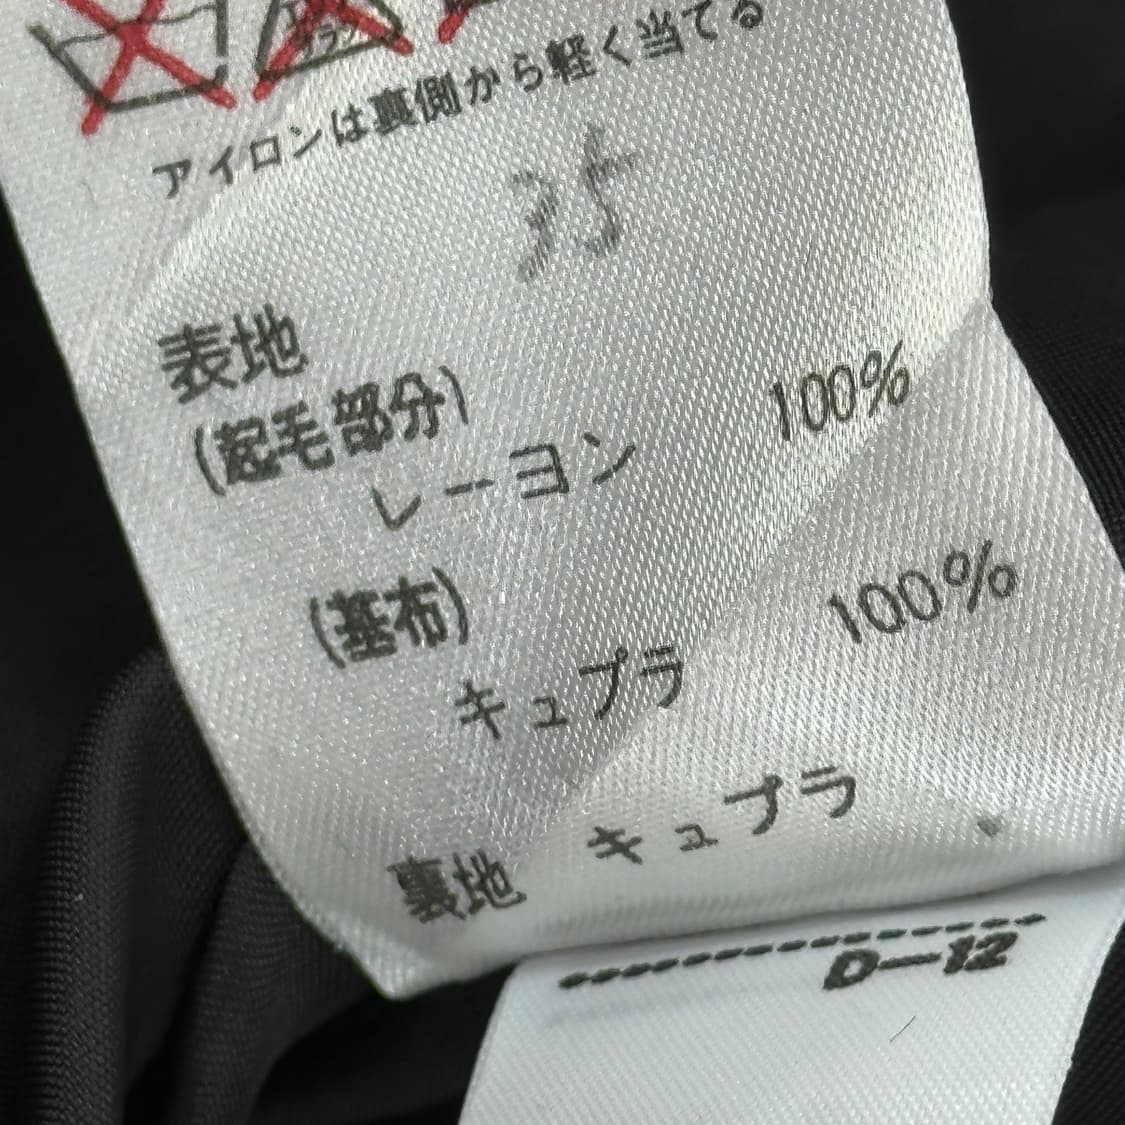 アイロンは裏側から軽く当てる
表地
(起毛部分)
レーヨン 100%
(基布)
キュプラ 100%
裏地 キュプラ
D-12